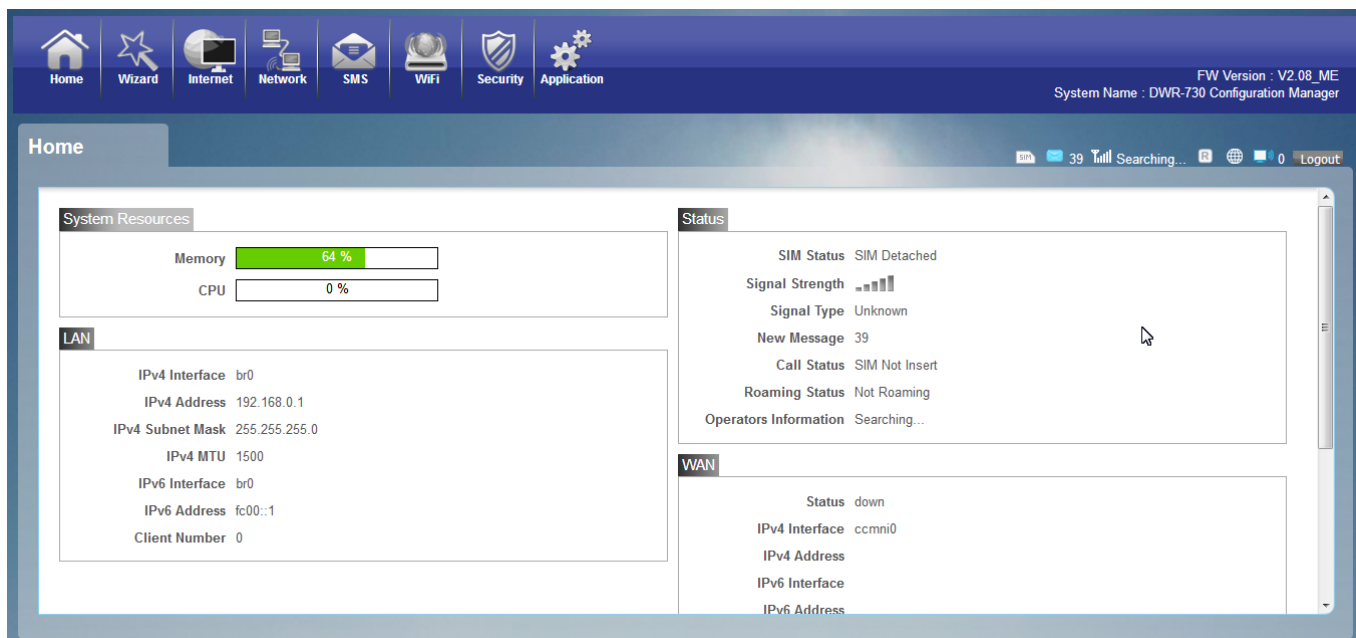 Home Wizard Internet Network SMS WiFi Security Application
FW Version : V2.08_ME
System Name : DWR-730 Configuration Manager
Home
SIM 39 Searching... R 0 Logout
System Resources
Memory 64 %
CPU 0 %
LAN
IPv4 Interface br0
IPv4 Address 192.168.0.1
IPv4 Subnet Mask 255.255.255.0
IPv4 MTU 1500
IPv6 Interface br0
IPv6 Address fc00::1
Client Number 0
Status
SIM Status SIM Detached
Signal Strength
Signal Type Unknown
New Message 39
Call Status SIM Not Insert
Roaming Status Not Roaming
Operators Information Searching...
WAN
Status down
IPv4 Interface ccmni0
IPv4 Address
IPv6 Interface
IPv6 Address